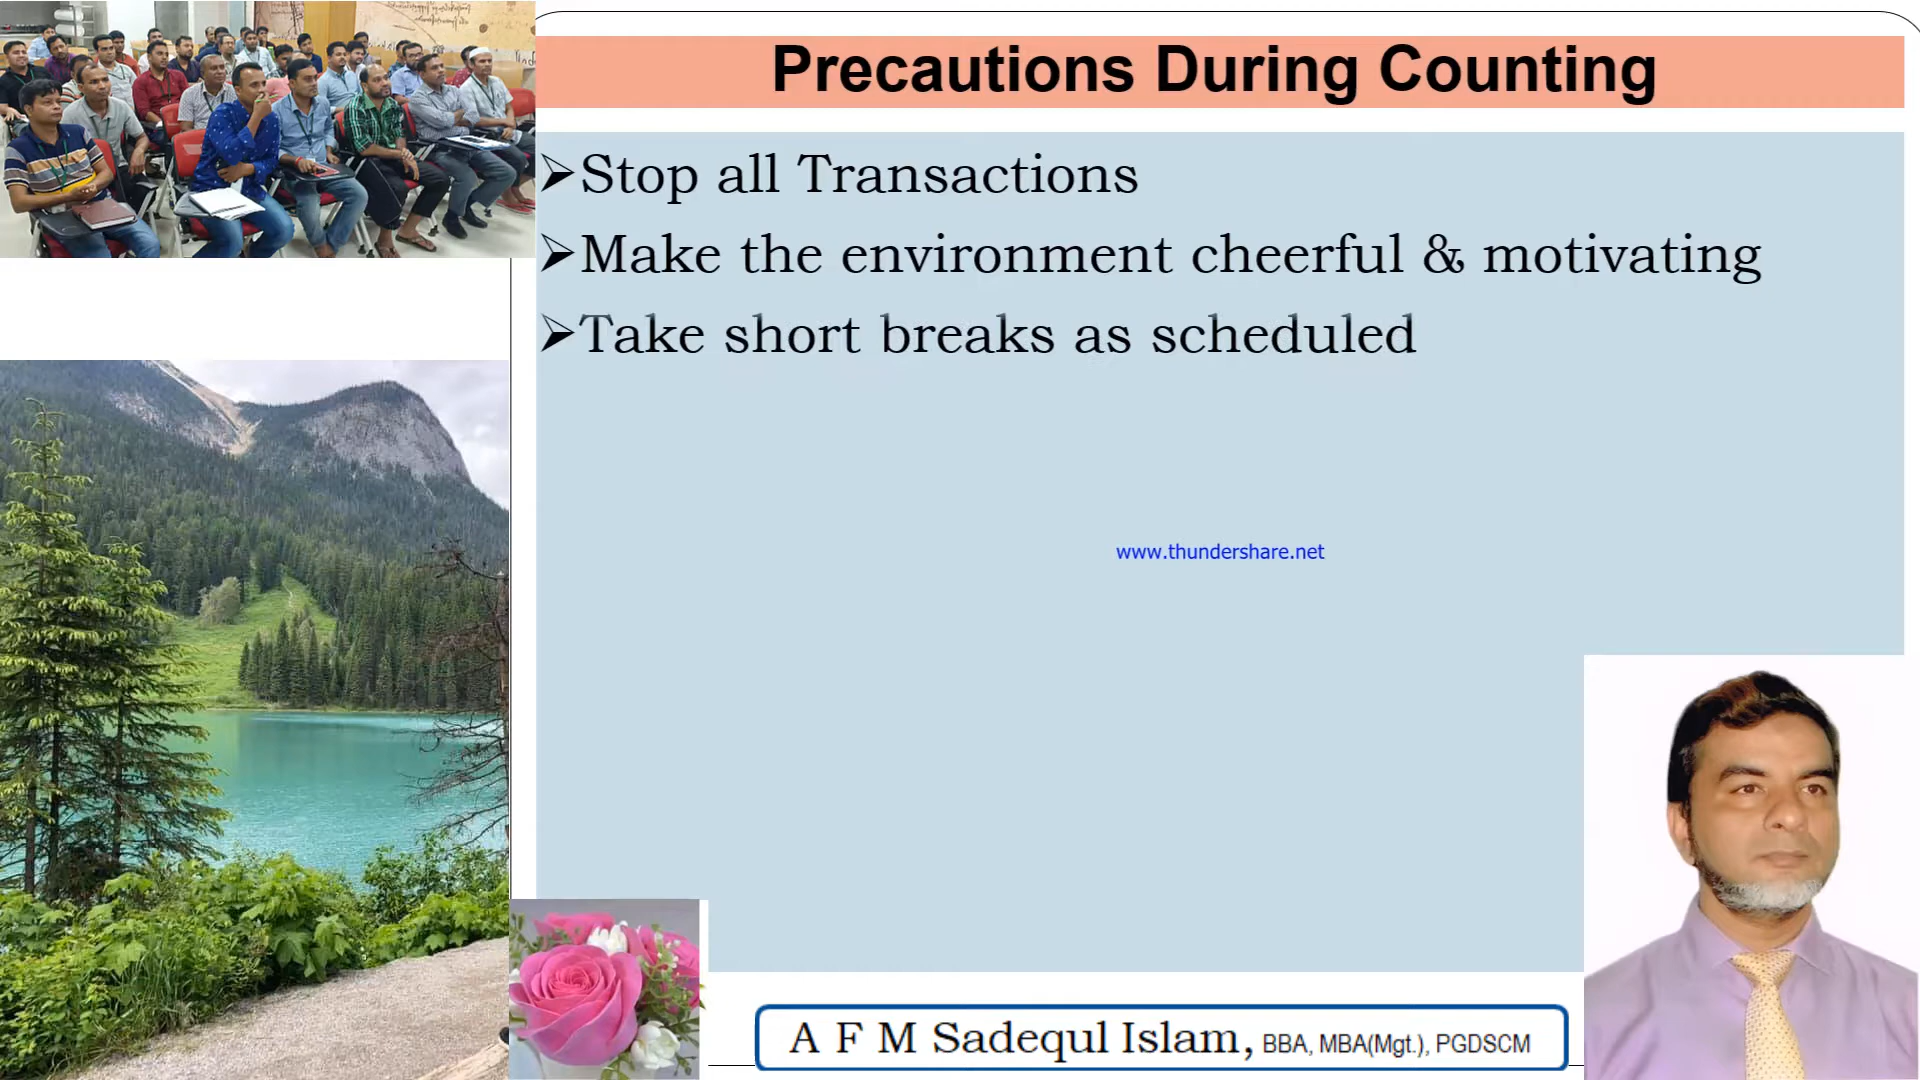 Precautions During Counting
➢Stop all Transactions
➢Make the environment cheerful & motivating
➢Take short breaks as scheduled
www.thundershare.net
A F M Sadequl Islam, BBA, MBA(Mgt.), PGDSCM